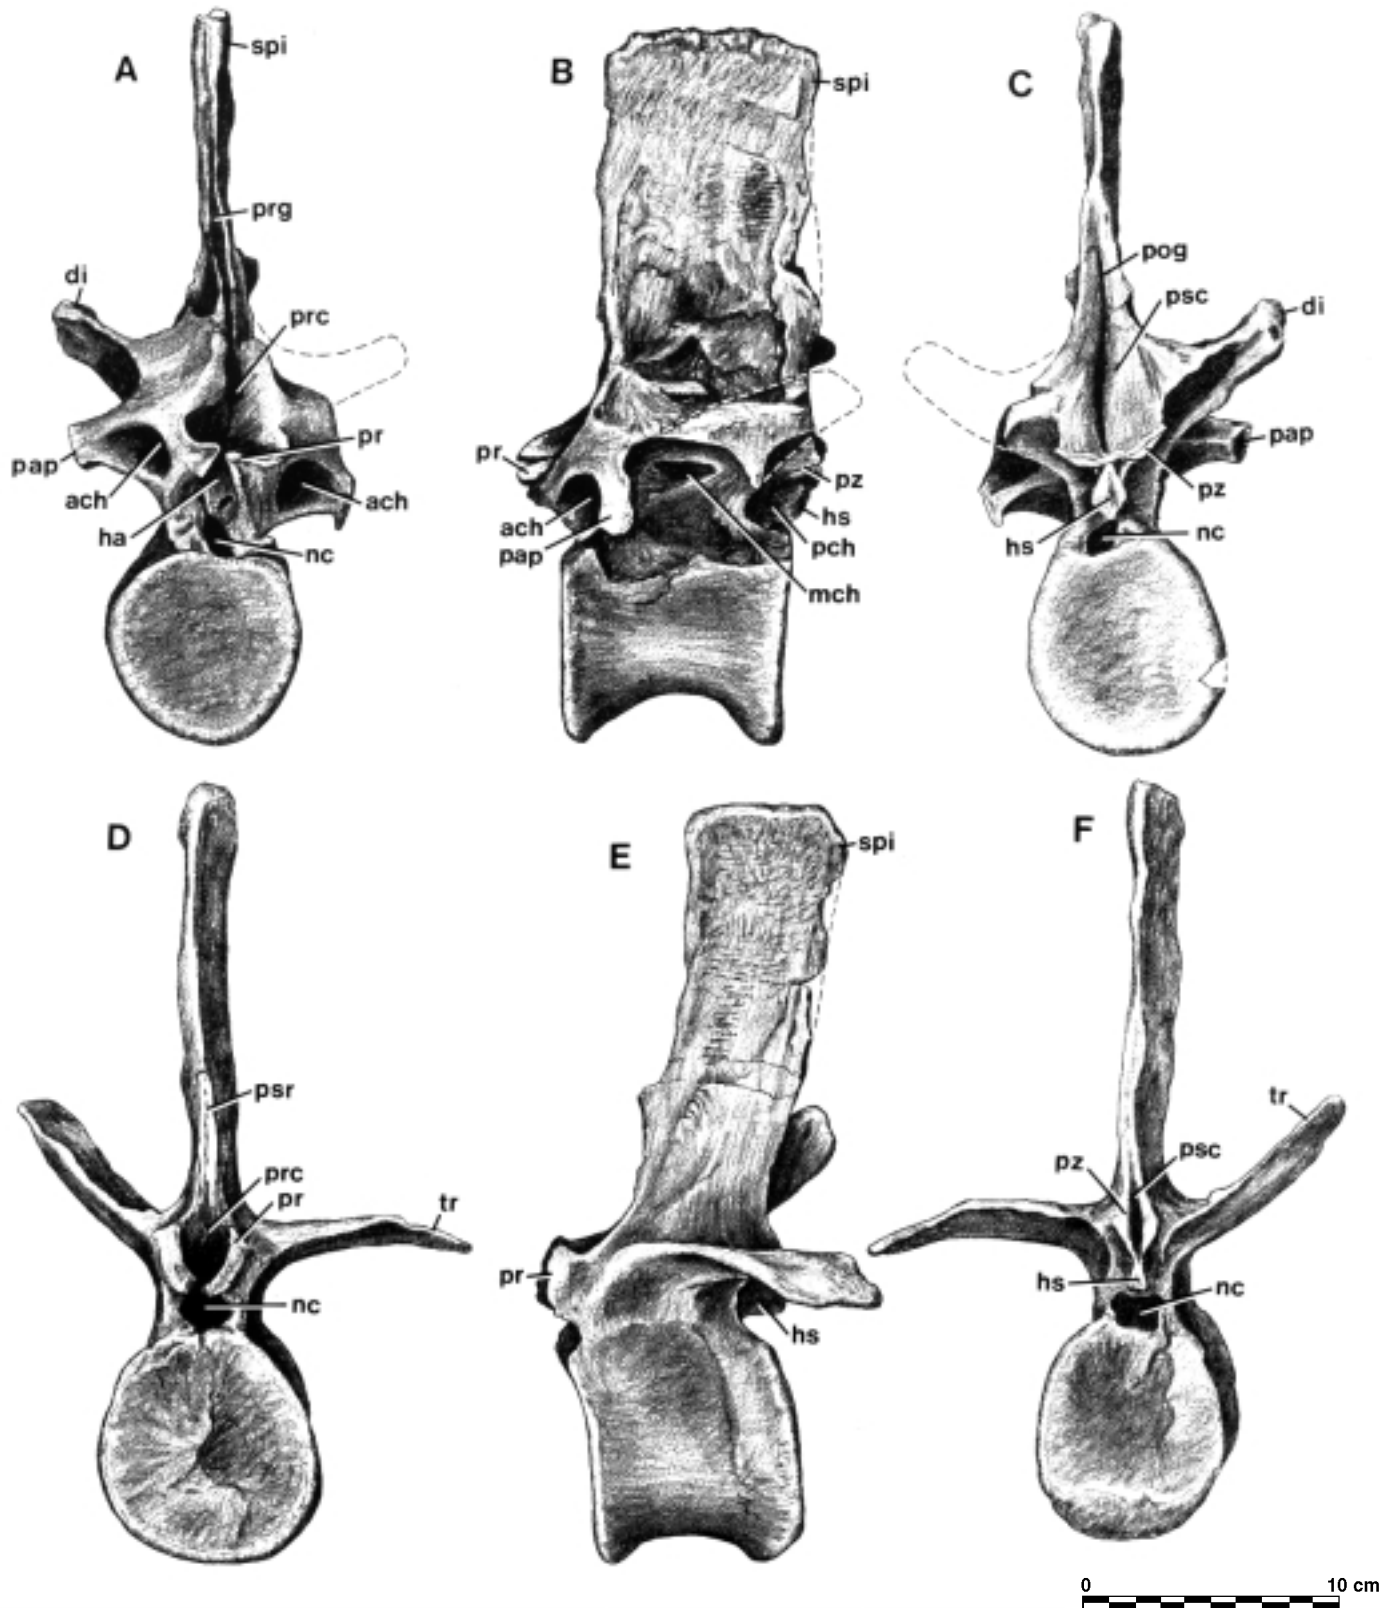 A
spi
prg
di
prc
pap
pr
ach
ach
ha
nc
B
spi
pr
ach
pap
pz
hs
pch
mch
C
pog
psc
di
pap
pz
hs
nc
D
psr
prc
pr
tr
nc
E
spi
pr
hs
F
tr
pz
psc
hs
nc
0 10 cm